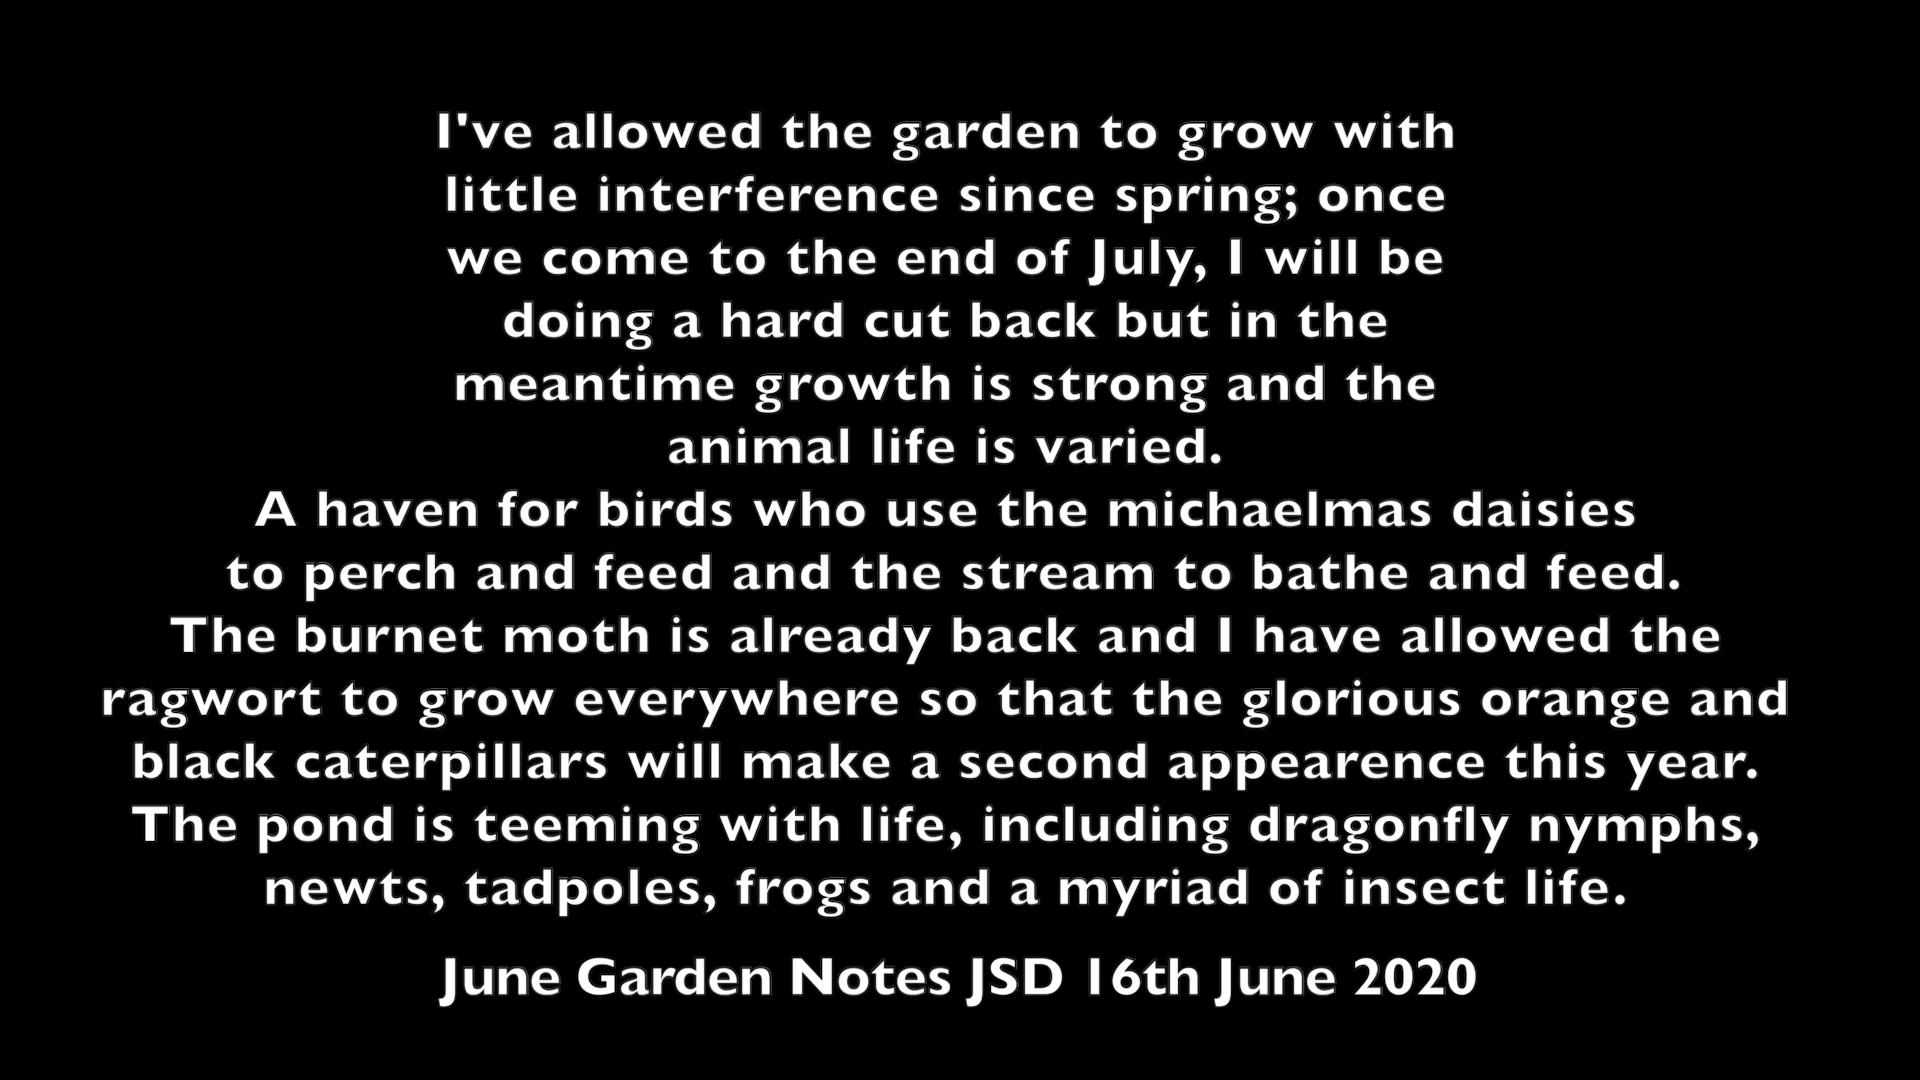 I've allowed the garden to grow with
little interference since spring; once
we come to the end of July, I will be
doing a hard cut back but in the
meantime growth is strong and the
animal life is varied.
A haven for birds who use the michaelmas daisies
to perch and feed and the stream to bathe and feed.
The burnet moth is already back and I have allowed the
ragwort to grow everywhere so that the glorious orange and
black caterpillars will make a second appearence this year.
The pond is teeming with life, including dragonfly nymphs,
newts, tadpoles, frogs and a myriad of insect life.
June Garden Notes JSD 16th June 2020